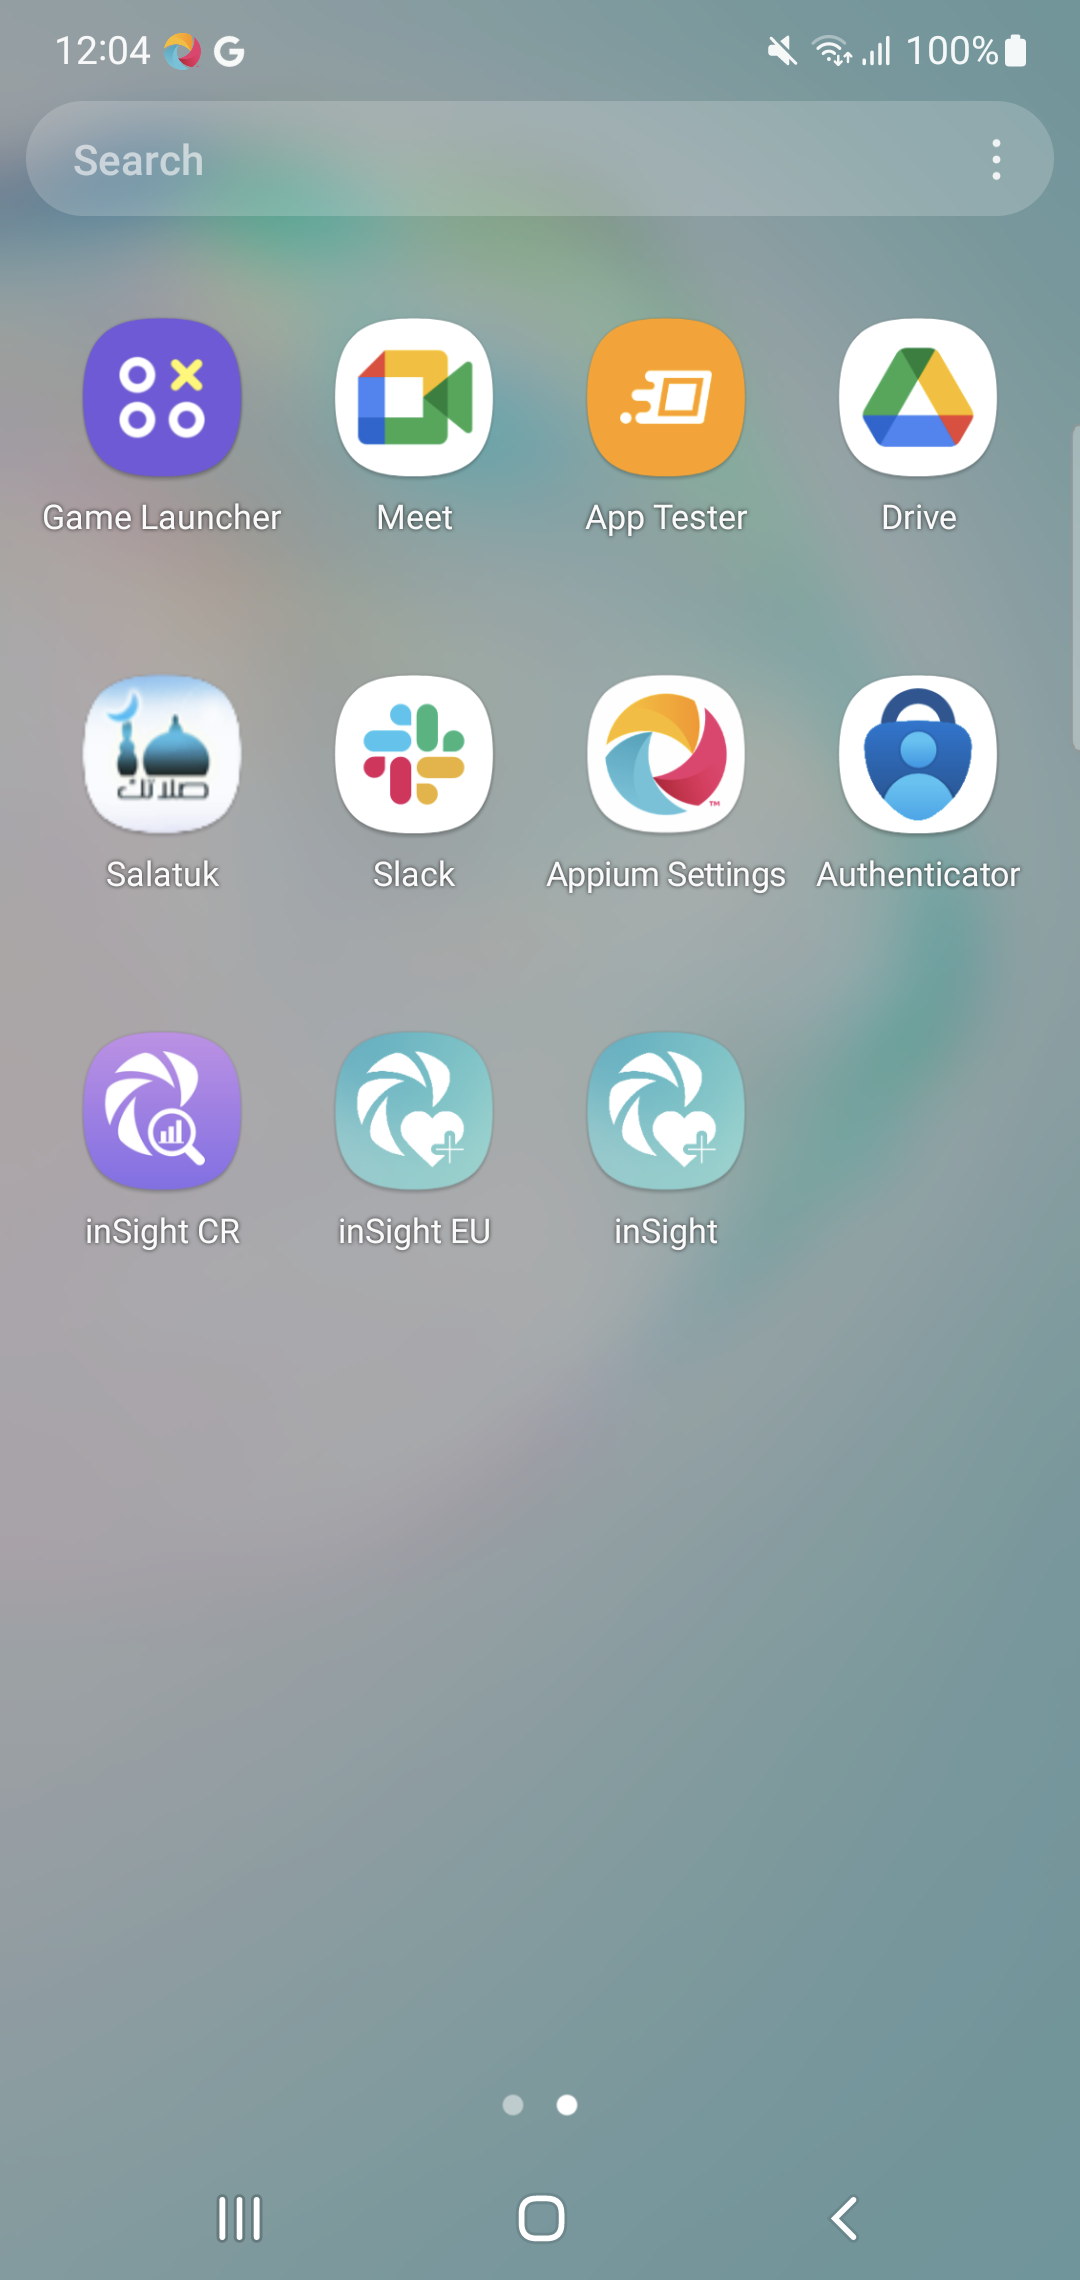 12:04
100%
Search
Game Launcher
Meet
App Tester
Drive
صلاتك
Salatuk
Slack
Appium Settings
Authenticator
inSight CR
inSight EU
inSight